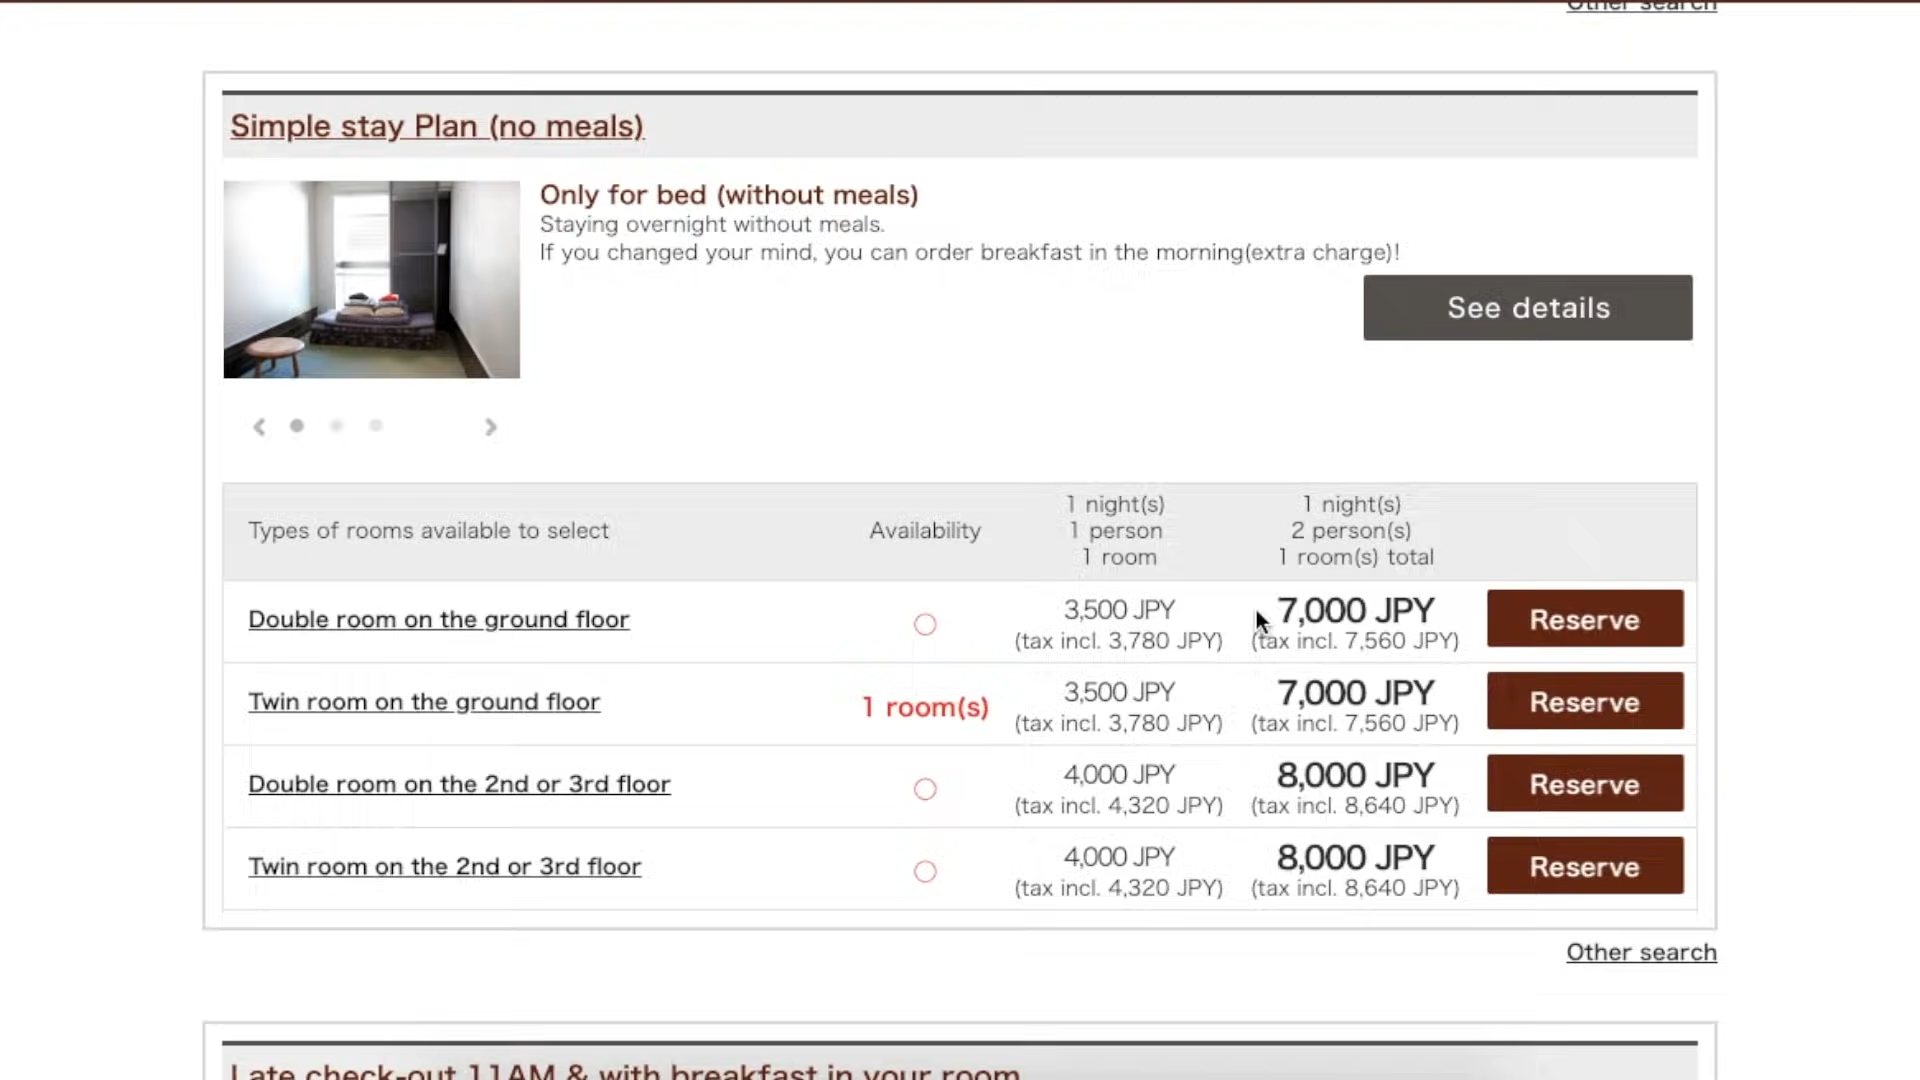 Other search
Simple stay Plan (no meals)
Only for bed (without meals)
Staying overnight without meals.
If you changed your mind, you can order breakfast in the morning(extra charge)!
See details
Types of rooms available to select
Availability
1 night(s)
1 person
1 room
1 night(s)
2 person(s)
1 room(s) total
Double room on the ground floor
3,500 JPY
(tax incl. 3,780 JPY)
7,000 JPY
(tax incl. 7,560 JPY)
Reserve
Twin room on the ground floor
1 room(s)
3,500 JPY
(tax incl. 3,780 JPY)
7,000 JPY
(tax incl. 7,560 JPY)
Reserve
Double room on the 2nd or 3rd floor
4,000 JPY
(tax incl. 4,320 JPY)
8,000 JPY
(tax incl. 8,640 JPY)
Reserve
Twin room on the 2nd or 3rd floor
4,000 JPY
(tax incl. 4,320 JPY)
8,000 JPY
(tax incl. 8,640 JPY)
Reserve
Other search
Late check-out 11AM & with breakfast in your room